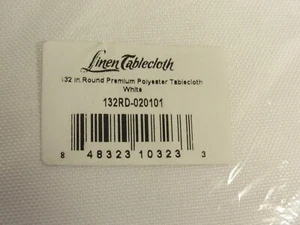 Linen Tablecloth
132 in.Round Premium Polyester Tablecloth
White
132RD-020101
8 48323 10323 3